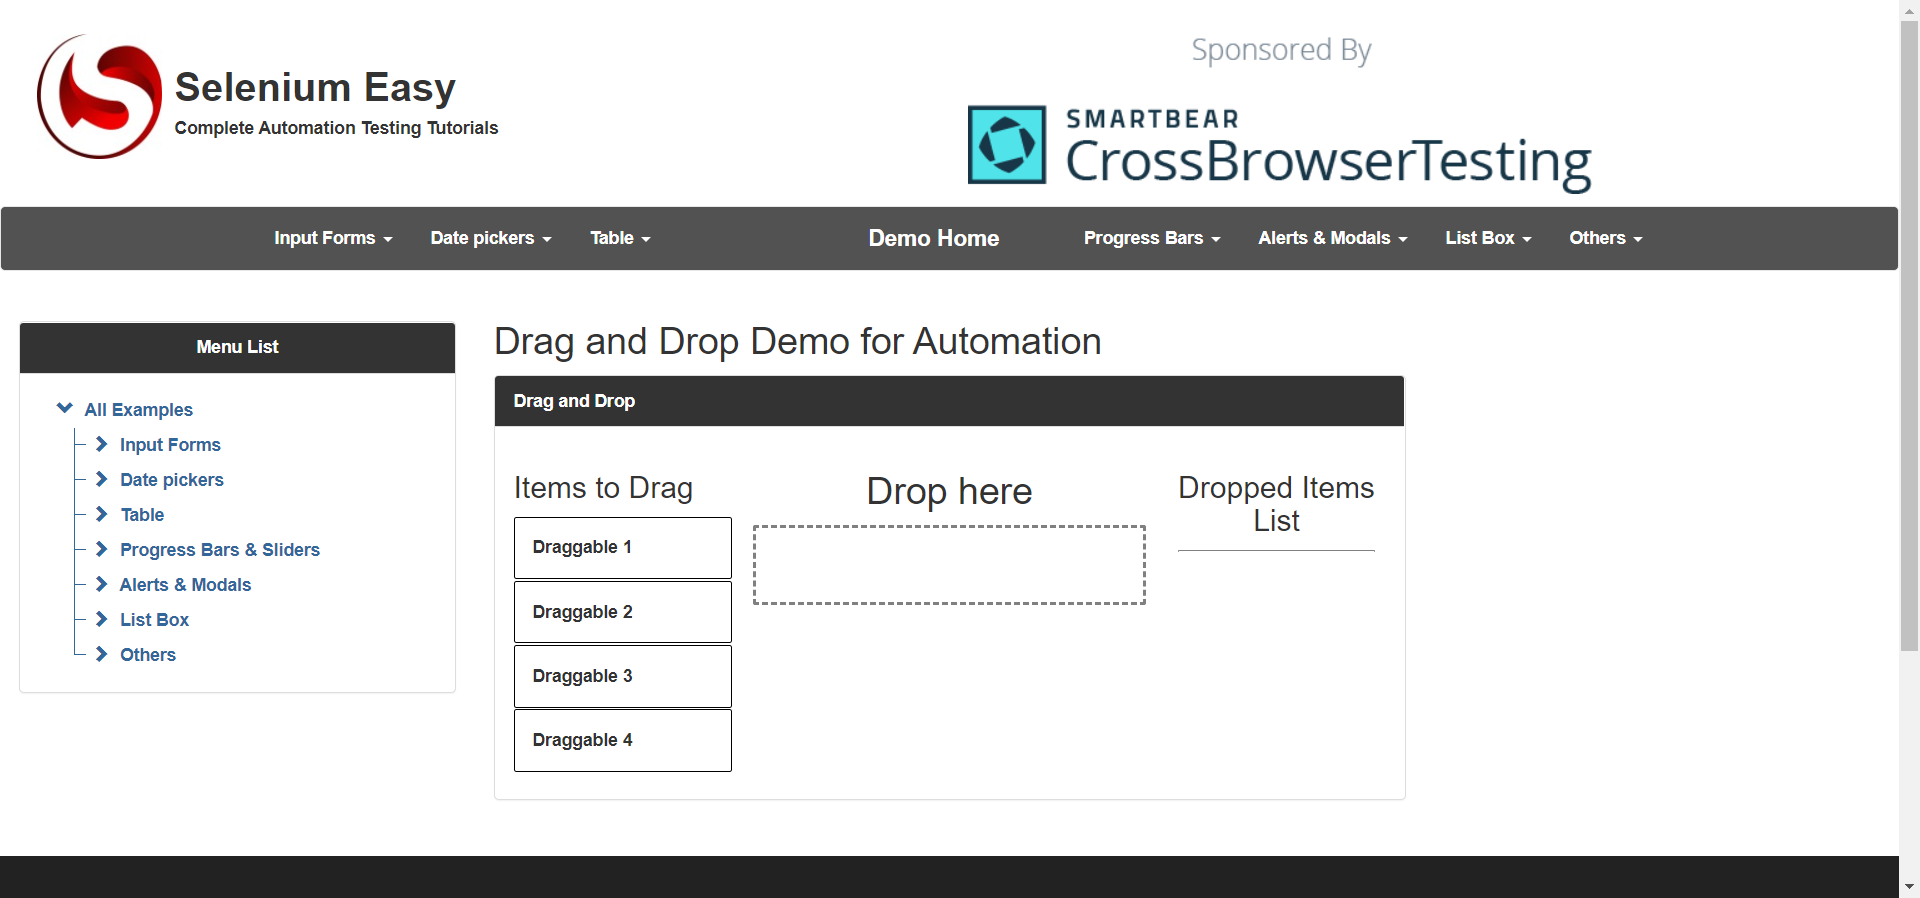 Sponsored By
Selenium Easy
Complete Automation Testing Tutorials
SMARTBEAR
CrossBrowserTesting
Input Forms Date pickers Table Demo Home Progress Bars Alerts & Modals List Box Others
Menu List
All Examples
Input Forms
Date pickers
Table
Progress Bars & Sliders
Alerts & Modals
List Box
Others
Drag and Drop Demo for Automation
Drag and Drop
Items to Drag
Draggable 1
Draggable 2
Draggable 3
Draggable 4
Drop here
Dropped Items
List